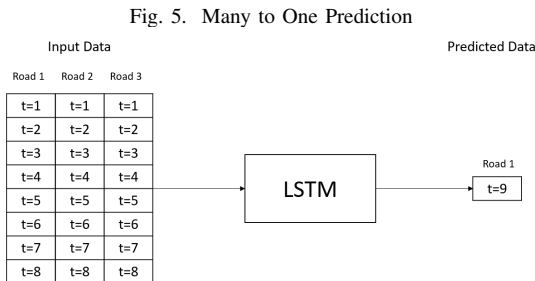 Fig. 5. Many to One Prediction
Input Data
Predicted Data
Road 1 Road 2 Road 3
t=1 t=1 t=1
t=2 t=2 t=2
t=3 t=3 t=3
t=4 t=4 t=4
t=5 t=5 t=5
t=6 t=6 t=6
t=7 t=7 t=7
t=8 t=8 t=8
LSTM
Road 1
t=9